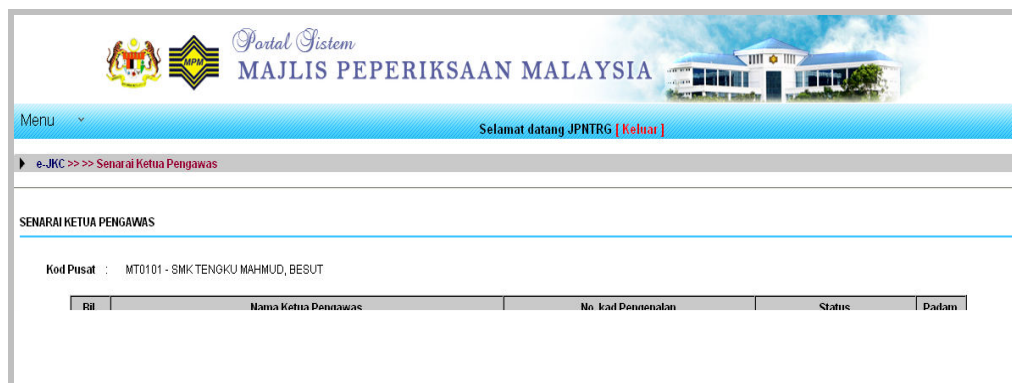 Portal Sistem
MAJLIS PEPERIKSAAN MALAYSIA
MPM
Menu
Selamat datang JPNTRG [ Keluar ]
e-JKC >> >> Senarai Ketua Pengawas
SENARAI KETUA PENGAWAS
Kod Pusat : MT0101 - SMK TENGKU MAHMUD, BESUT
Bil Nama Ketua Pengawas No. kad Pengenalan Status Padam